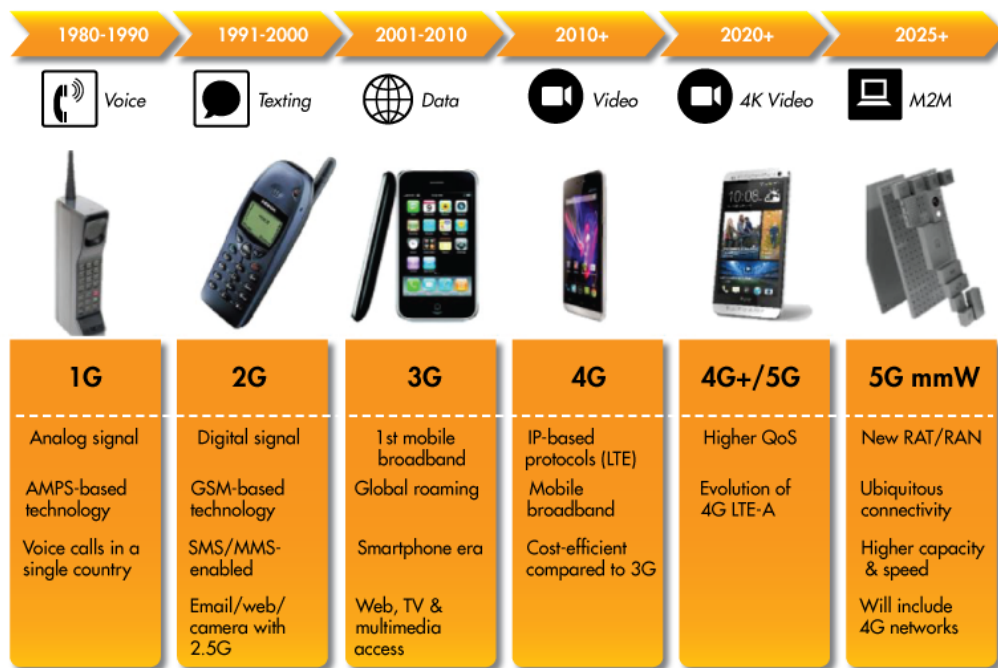 1980-1990
1991-2000
2001-2010
2010+
2020+
2025+
Voice
Texting
Data
Video
4K Video
M2M
1G
Analog signal
AMPS-based
technology
Voice calls in a
single country
2G
Digital signal
GSM-based
technology
SMS/MMS-
enabled
Email/web/
camera with
2.5G
3G
1st mobile
broadband
Global roaming
Smartphone era
Web, TV &
multimedia
access
4G
IP-based
protocols (LTE)
Mobile
broadband
Cost-efficient
compared to 3G
4G+/5G
Higher QoS
Evolution of
4G LTE-A
5G mmW
New RAT/RAN
Ubiquitous
connectivity
Higher capacity
& speed
Will include
4G networks